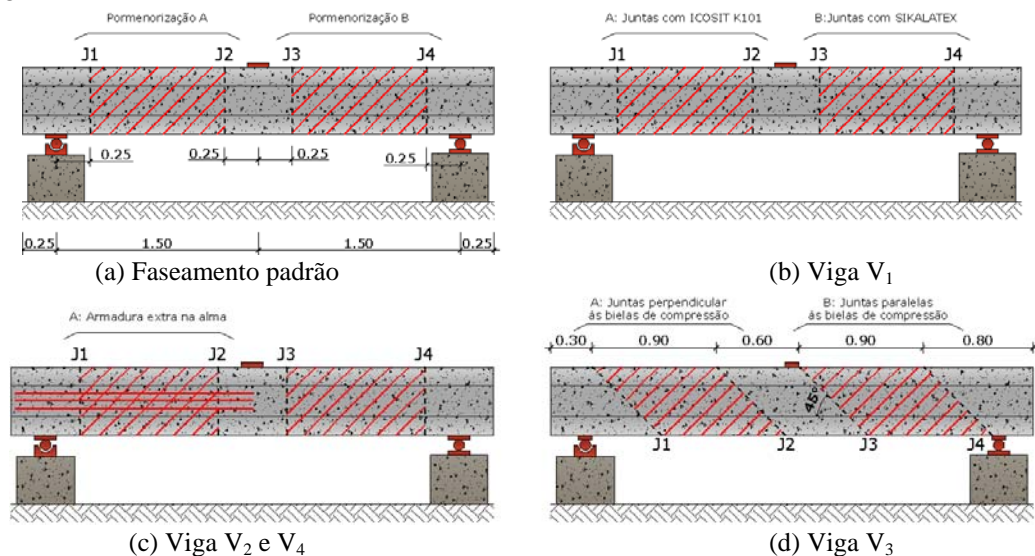 Pormenorização A
Pormenorização B
J1
J2
J3
J4
0.25
0.25
0.25
0.25
0.25
1.50
1.50
0.25
(a) Faseamento padrão
A: Juntas com ICOSIT K101
B:Juntas com SIKALATEX
J1
J2
J3
J4
(b) Viga V₁
A: Armadura extra na alma
J1
J2
J3
J4
(c) Viga V₂ e V₄
A: Juntas perpendicular
ás bielas de compressão
B: Juntas paralelas
ás bielas de compressão
0.30
0.90
0.60
0.90
0.80
45°
J1
J2
J3
J4
(d) Viga V₃